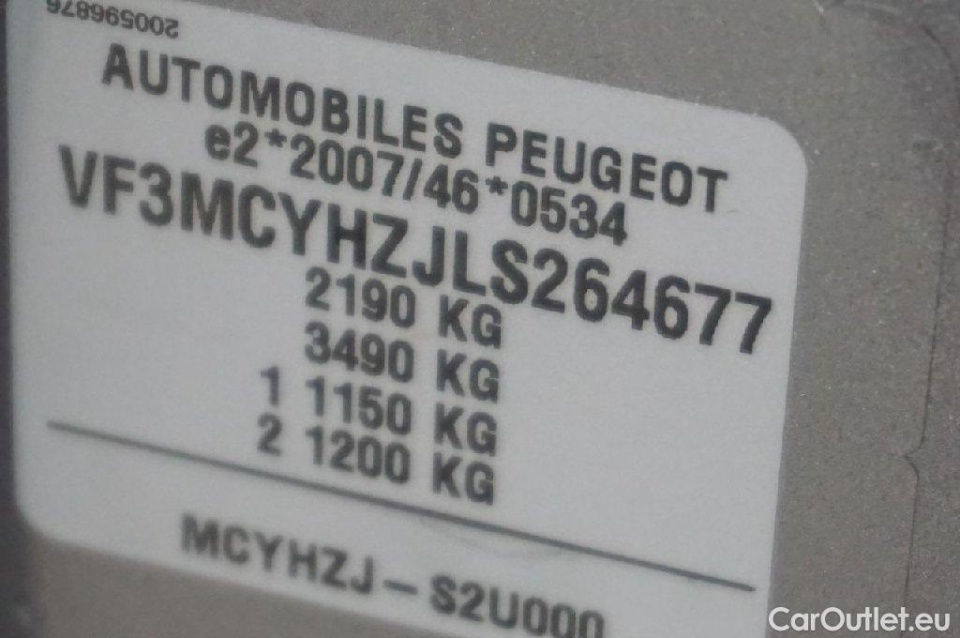 200596876
AUTOMOBILES PEUGEOT
e2*2007/46*0534
VF3MCYHZJLS264677
2190 KG
3490 KG
1 1150 KG
2 1200 KG
MCYHZJ - S2U000
CarOutlet.eu